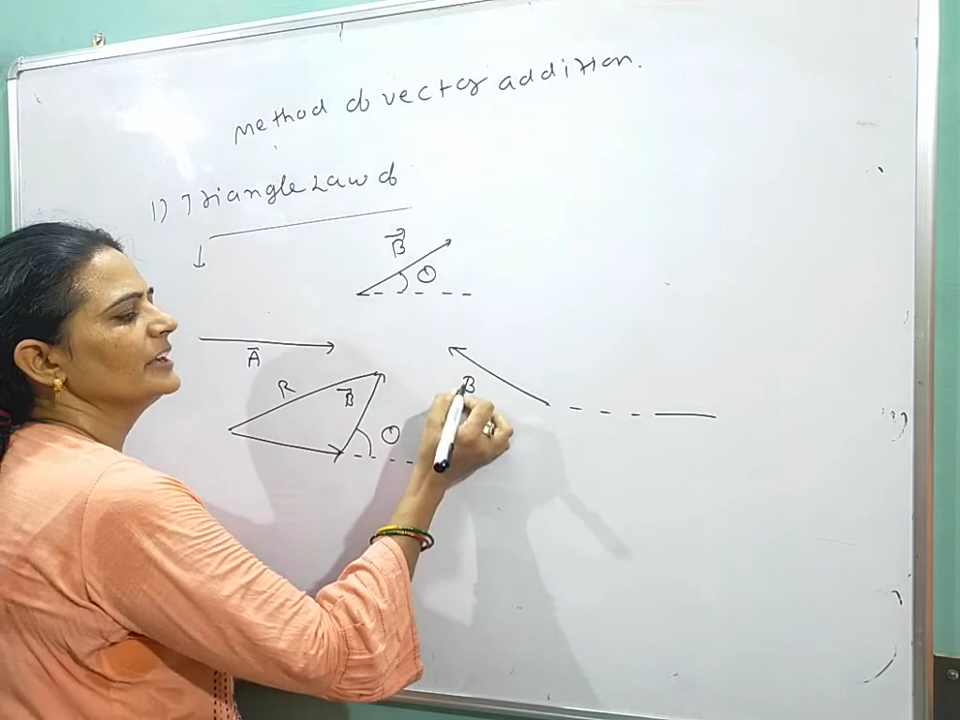 Method of vector addition.
1) Triangle Law of
B
θ
A
R
B
θ
B